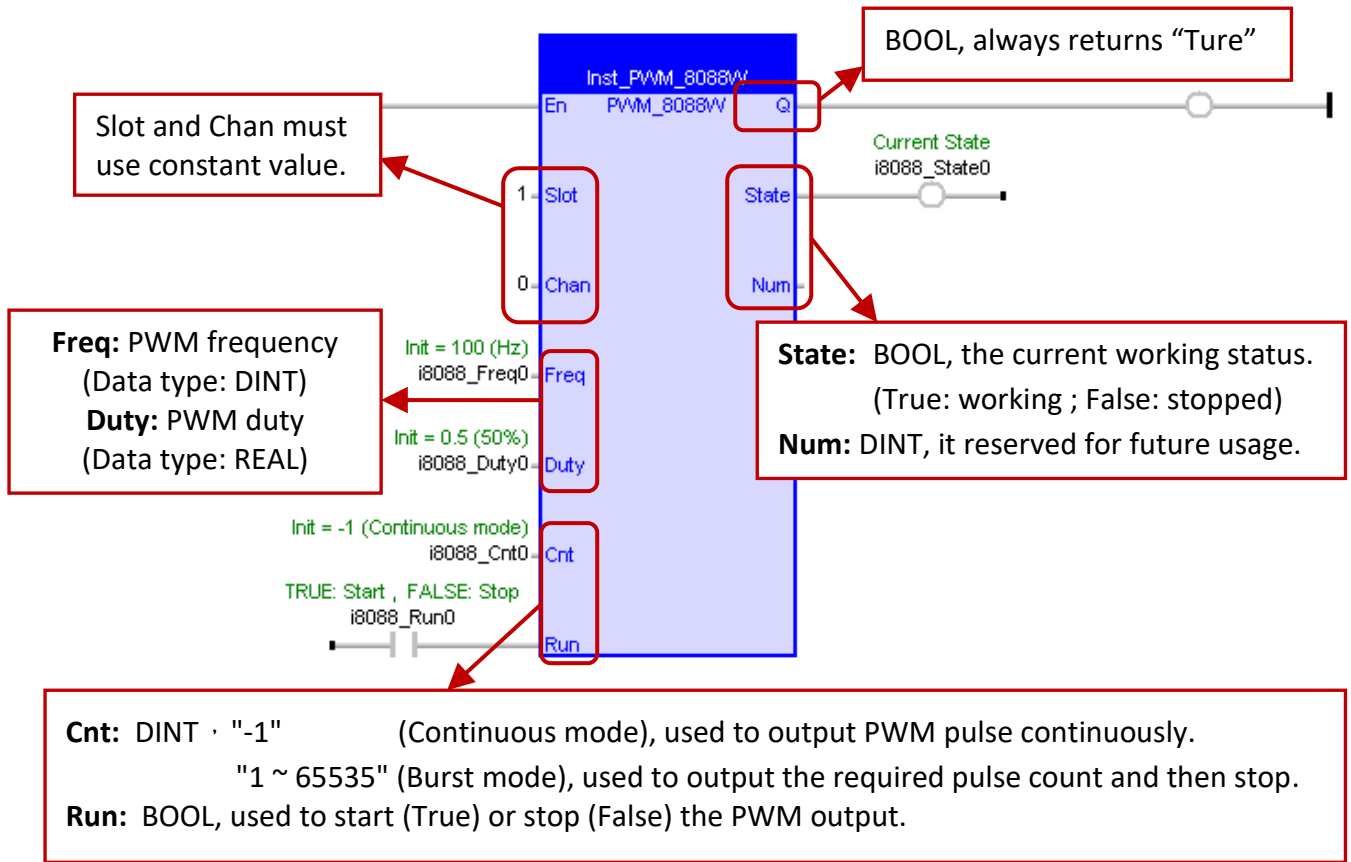 BOOL, always returns “Ture”
Inst_PWM_8088W
En PWM_8088W Q
Slot and Chan must
use constant value.
Current State
i8088_State0
1 Slot State
0 Chan Num
Freq: PWM frequency
(Data type: DINT)
Duty: PWM duty
(Data type: REAL)
Init = 100 (Hz)
i8088_Freq0 Freq
Init = 0.5 (50%)
i8088_Duty0 Duty
State: BOOL, the current working status.
(True: working ; False: stopped)
Num: DINT, it reserved for future usage.
Init = -1 (Continuous mode)
i8088_Cnt0 Cnt
TRUE: Start , FALSE: Stop
i8088_Run0
Run
Cnt: DINT , "-1" (Continuous mode), used to output PWM pulse continuously.
"1 ~ 65535" (Burst mode), used to output the required pulse count and then stop.
Run: BOOL, used to start (True) or stop (False) the PWM output.